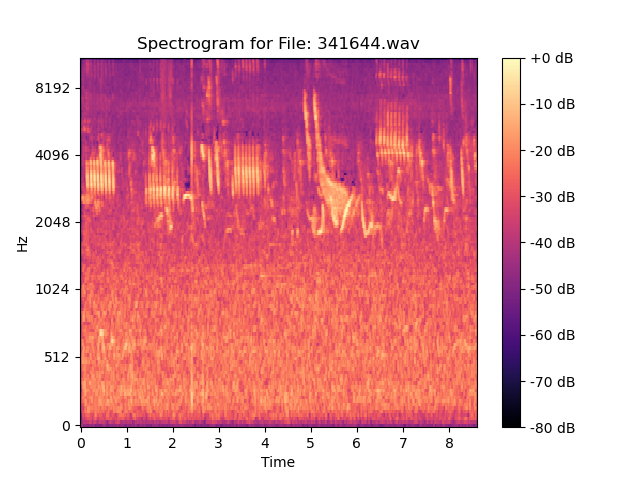 Spectrogram for File: 341644.wav
8192
4096
2048
1024
512
0
Hz
0 1 2 3 4 5 6 7 8
Time
+0 dB
-10 dB
-20 dB
-30 dB
-40 dB
-50 dB
-60 dB
-70 dB
-80 dB